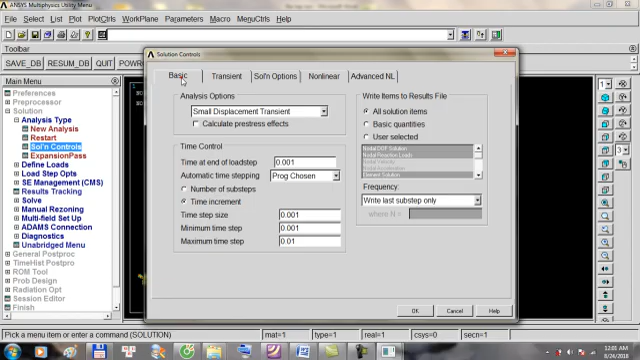 ANSYS Multiphysics Utility Menu
File Select List Plot PlotCtrls WorkPlane Parameters Macro MenuCtrls Help
Toolbar
SAVE_DB RESUM_DB QUIT
Main Menu
Preferences
Preprocessor
Solution
Analysis Type
New Analysis
Restart
Sol'n Controls
ExpansionPass
Define Loads
Load Step Opts
SE Management (CMS)
Results Tracking
Solve
Manual Rezoning
Multi-field Set Up
ADAMS Connection
Diagnostics
Unabridged Menu
General Postproc
TimeHist Postpro
ROM Tool
Prob Design
Radiation Opt
Session Editor
Finish
Solution Controls
Basic Transient Sol'n Options Nonlinear Advanced NL
Analysis Options
Small Displacement Transient
Calculate prestress effects
Time Control
Time at end of loadstep 0.001
Automatic time stepping Prog Chosen
Number of substeps
Time increment
Time step size 0.001
Minimum time step 0.001
Maximum time step 0.01
Write Items to Results File
All solution items
Basic quantities
User selected
Nodal DOF Solution
Nodal Reaction Loads
Element Solution
Frequency:
Write last substep only
where N =
OK Cancel Help
1
3
Pick a menu item or enter a command (SOLUTION) mat=1 type=1 real=1 csys=0 secn=1
12:01 AM